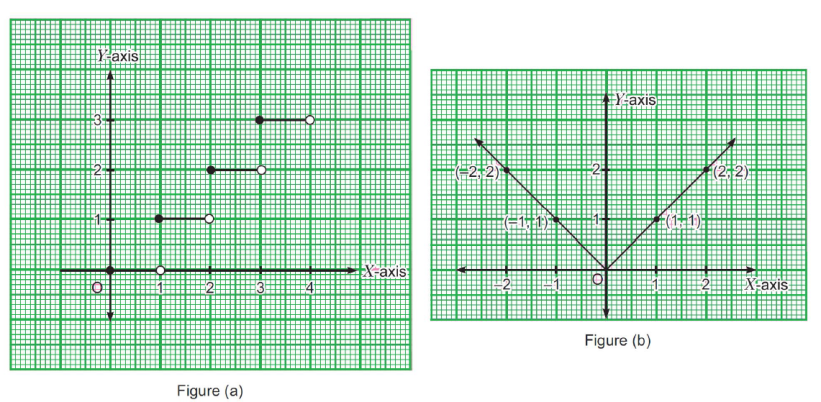 Y-axis
3
2
1
O 1 2 3 4 X-axis
Figure (a)
Y-axis
(–2, 2) 2 (2, 2)
(–1, 1) 1 (1, 1)
–2 –1 O 1 2 X-axis
Figure (b)